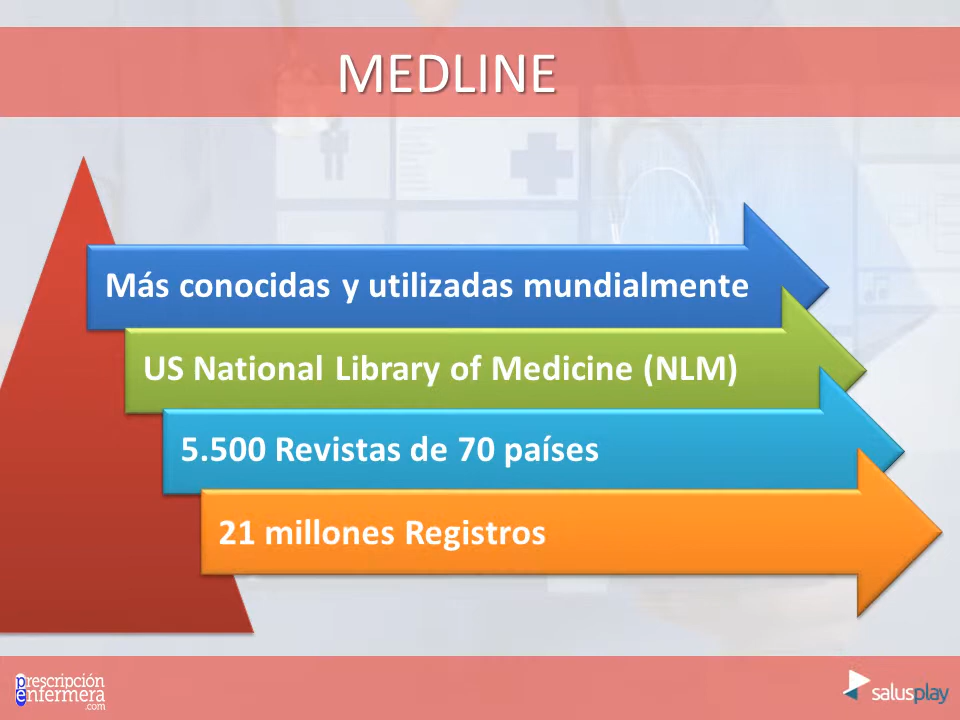 MEDLINE
Más conocidas y utilizadas mundialmente
US National Library of Medicine (NLM)
5.500 Revistas de 70 países
21 millones Registros
prescripción
enfermera
.com
salusplay